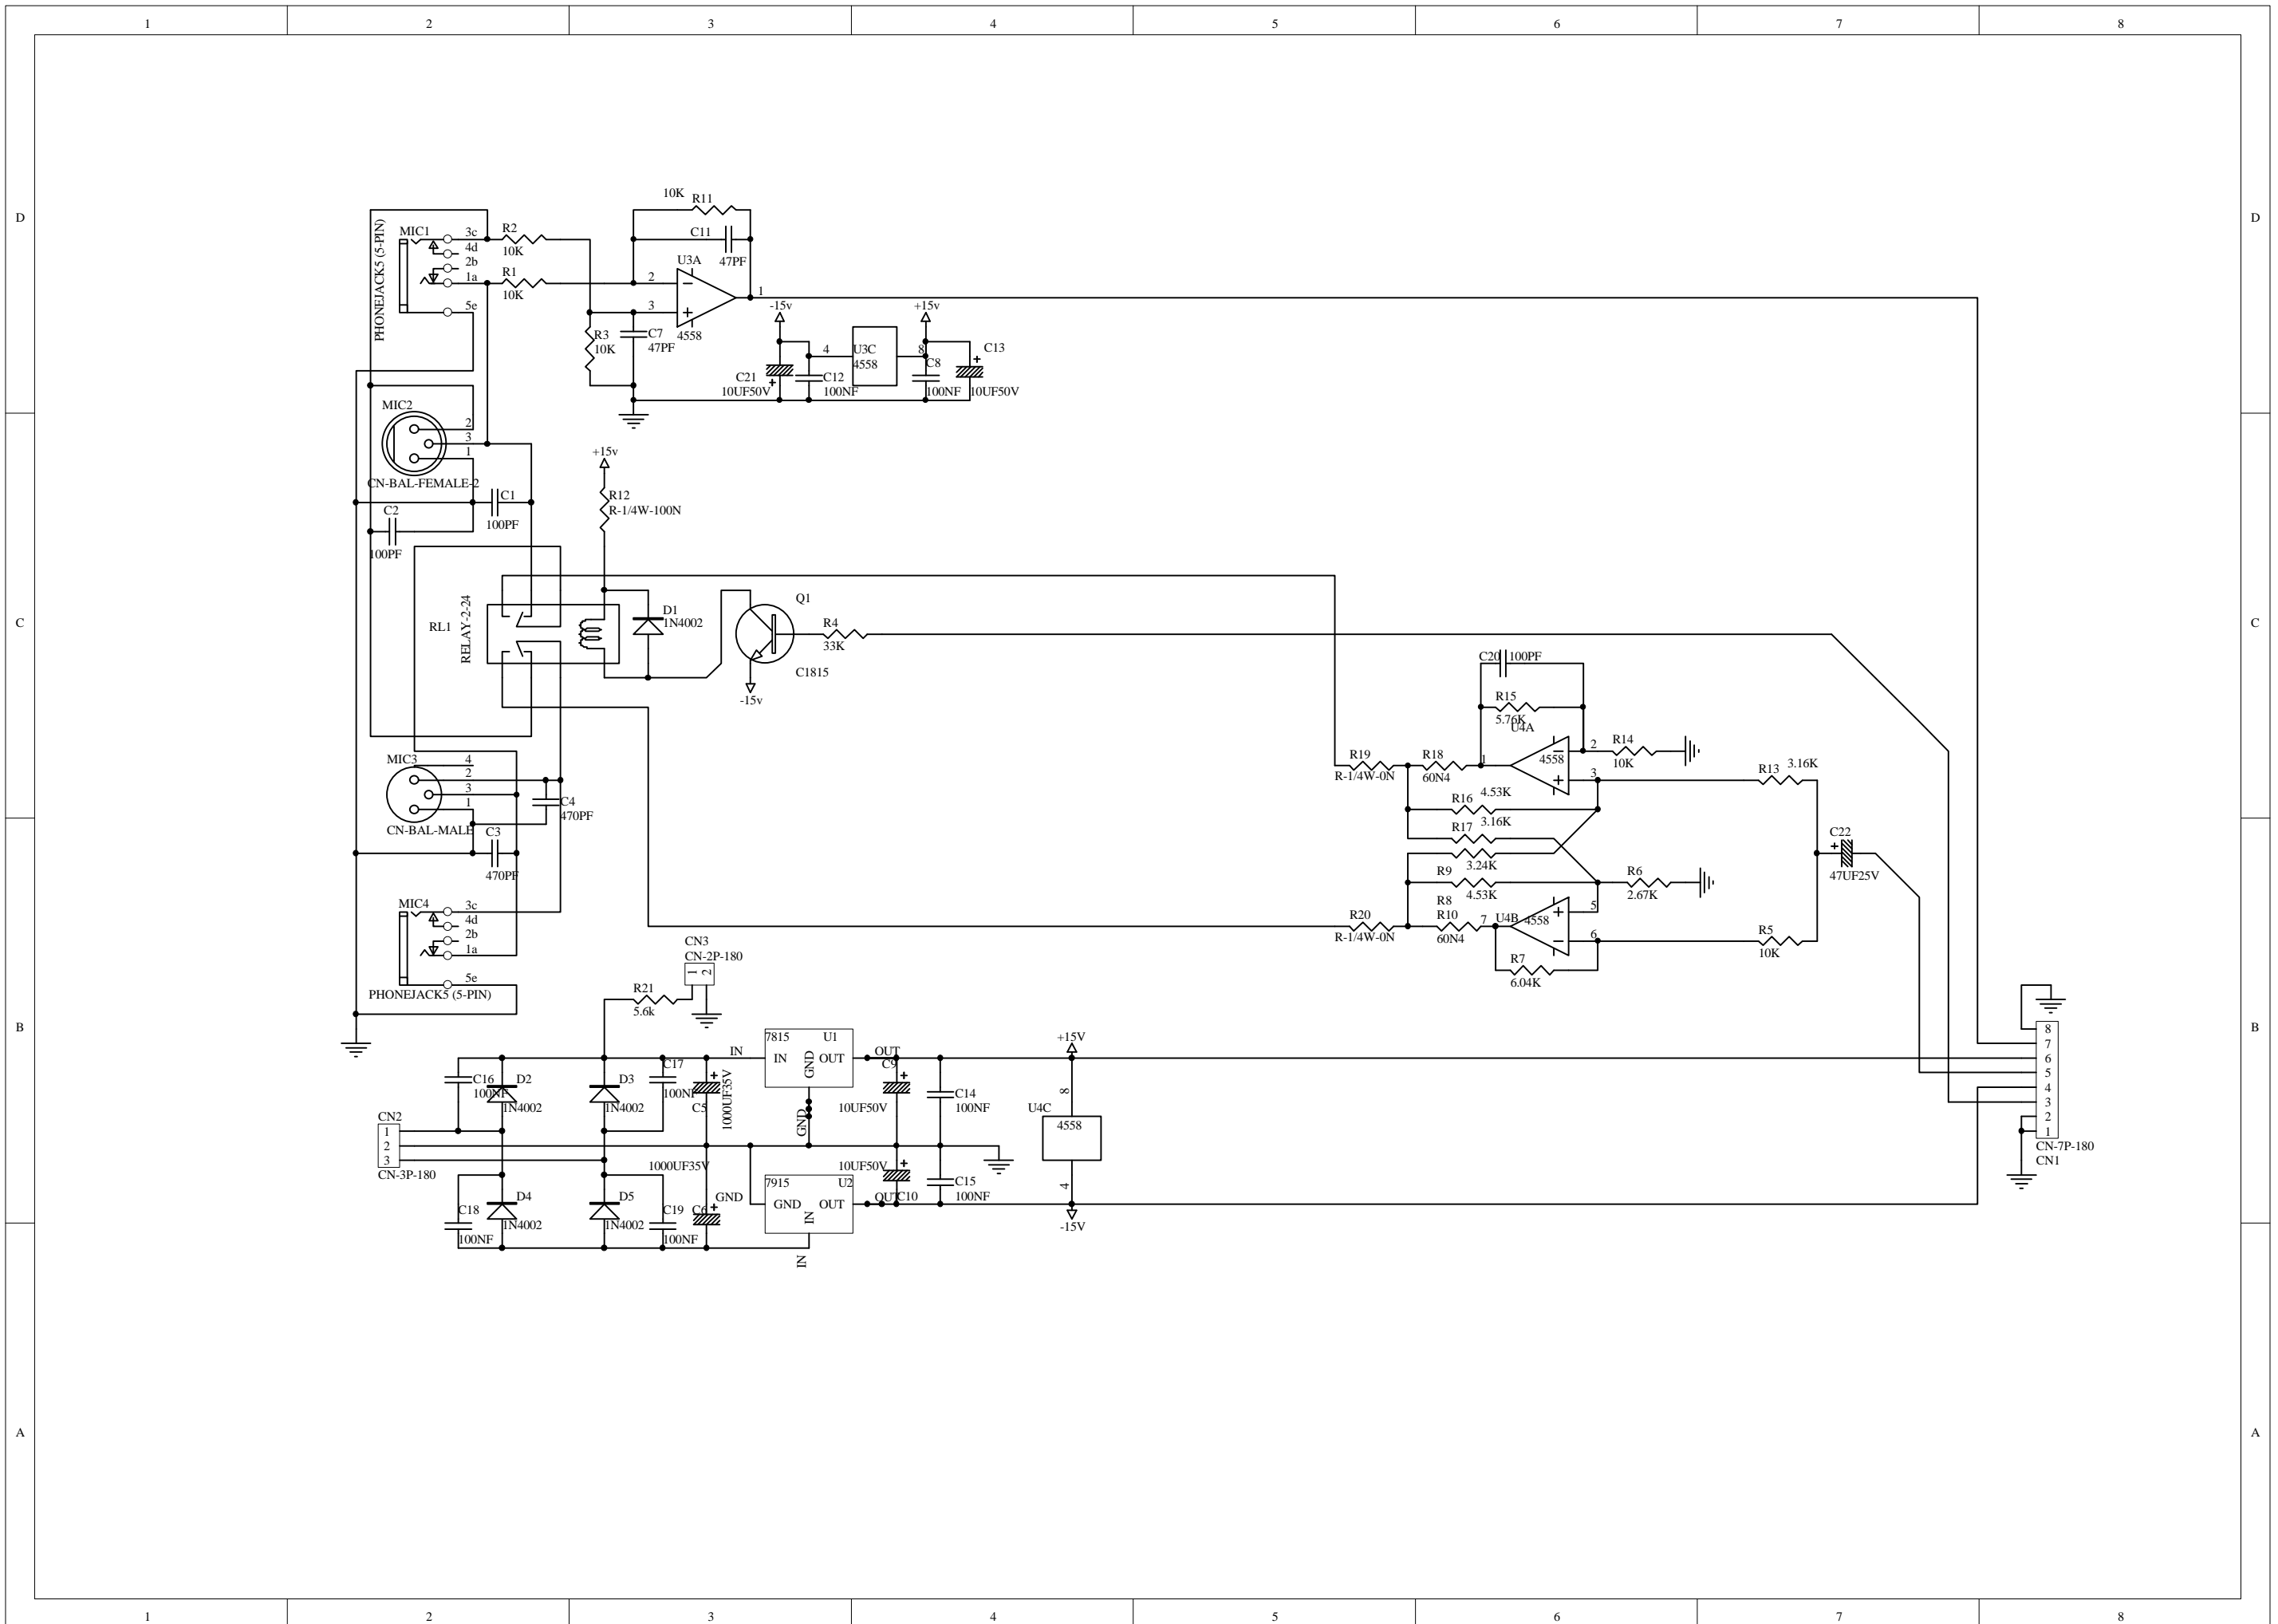 1 2 3 4 5 6 7 8
D D
10K R11
MIC1
PHONEJACK5 (5-PIN)
3c
4d
2b
1a
5e
R2
10K
R1
10K
C11
47PF
U3A
2
3
1
4558
R3
10K
C7
47PF
-15v
+15v
4
U3C
4558
8
C13
C8
C21
10UF50V
C12
100NF
100NF
10UF50V
MIC2
2
3
1
CN-BAL-FEMALE-2
C1
100PF
C2
100PF
+15v
R12
R-1/4W-100N
C C
RL1
RELAY-2-24
D1
1N4002
Q1
C1815
-15v
R4
33K
C20
100PF
R15
5.76K
U4A
4558
1
2
3
R14
10K
R13
3.16K
R19
R-1/4W-0N
R18
60N4
R16
4.53K
R17
3.16K
3.24K
R9
4.53K
R8
R10
60N4
7
U4B
4558
5
6
R6
2.67K
R5
10K
R7
6.04K
R20
R-1/4W-0N
C22
+
47UF25V
MIC3
4
2
3
1
CN-BAL-MALE
C4
470PF
C3
470PF
MIC4
3c
4d
2b
1a
5e
PHONEJACK5 (5-PIN)
CN3
CN-2P-180
1
2
R21
5.6k
B B
IN
7815
U1
IN
GND
OUT
OUT
GND
C16
100NF
D2
1N4002
D3
1N4002
C17
100NF
C5
1000UF35V
C9
10UF50V
C14
100NF
+15V
8
U4C
4558
4
-15V
CN2
1
2
3
CN-3P-180
1000UF35V
10UF50V
C18
100NF
D4
1N4002
D5
1N4002
C19
100NF
C6
GND
7915
U2
GND
OUT
IN
OUT
C10
C15
100NF
IN
8
7
6
5
4
3
2
1
CN-7P-180
CN1
A A
1 2 3 4 5 6 7 8